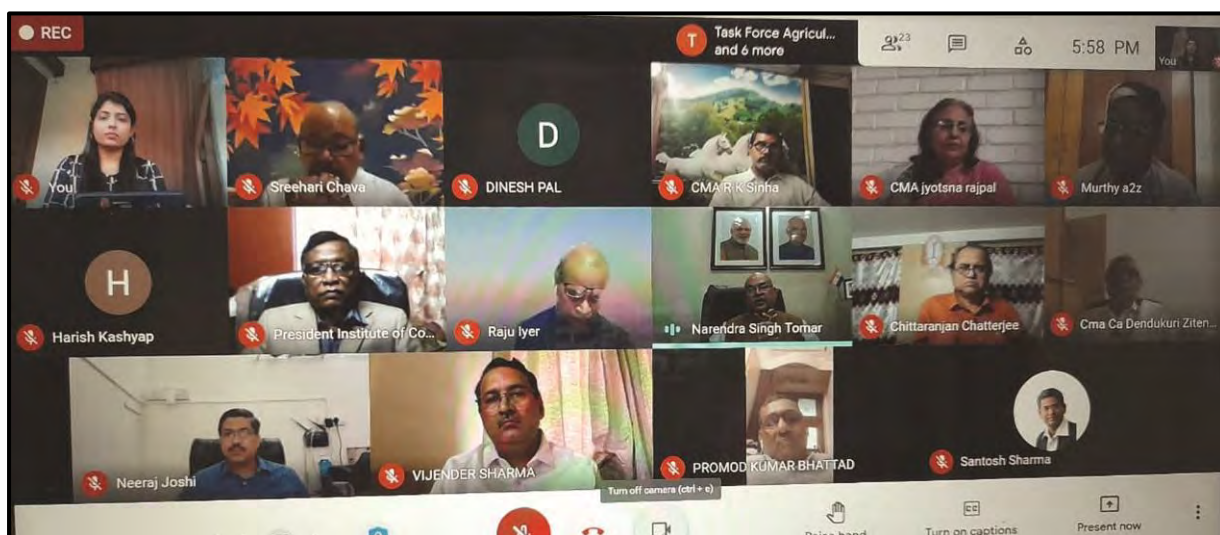 REC
T
Task Force Agricul...
and 6 more
23
5:58 PM
You
You
Sreehari Chava
D
DINESH PAL
CMA R K Sinha
CMA jyotsna rajpal
Murthy a2z
H
Harish Kashyap
President Institute of Co...
Raju Iyer
Narendra Singh Tomar
Chittaranjan Chatterjee
Cma Ca Dendukuri Ziten...
Neeraj Joshi
VIJENDER SHARMA
PROMOD KUMAR BHATTAD
Santosh Sharma
Turn off camera (ctrl + e)
Raise hand
CC
Turn on captions
Present now